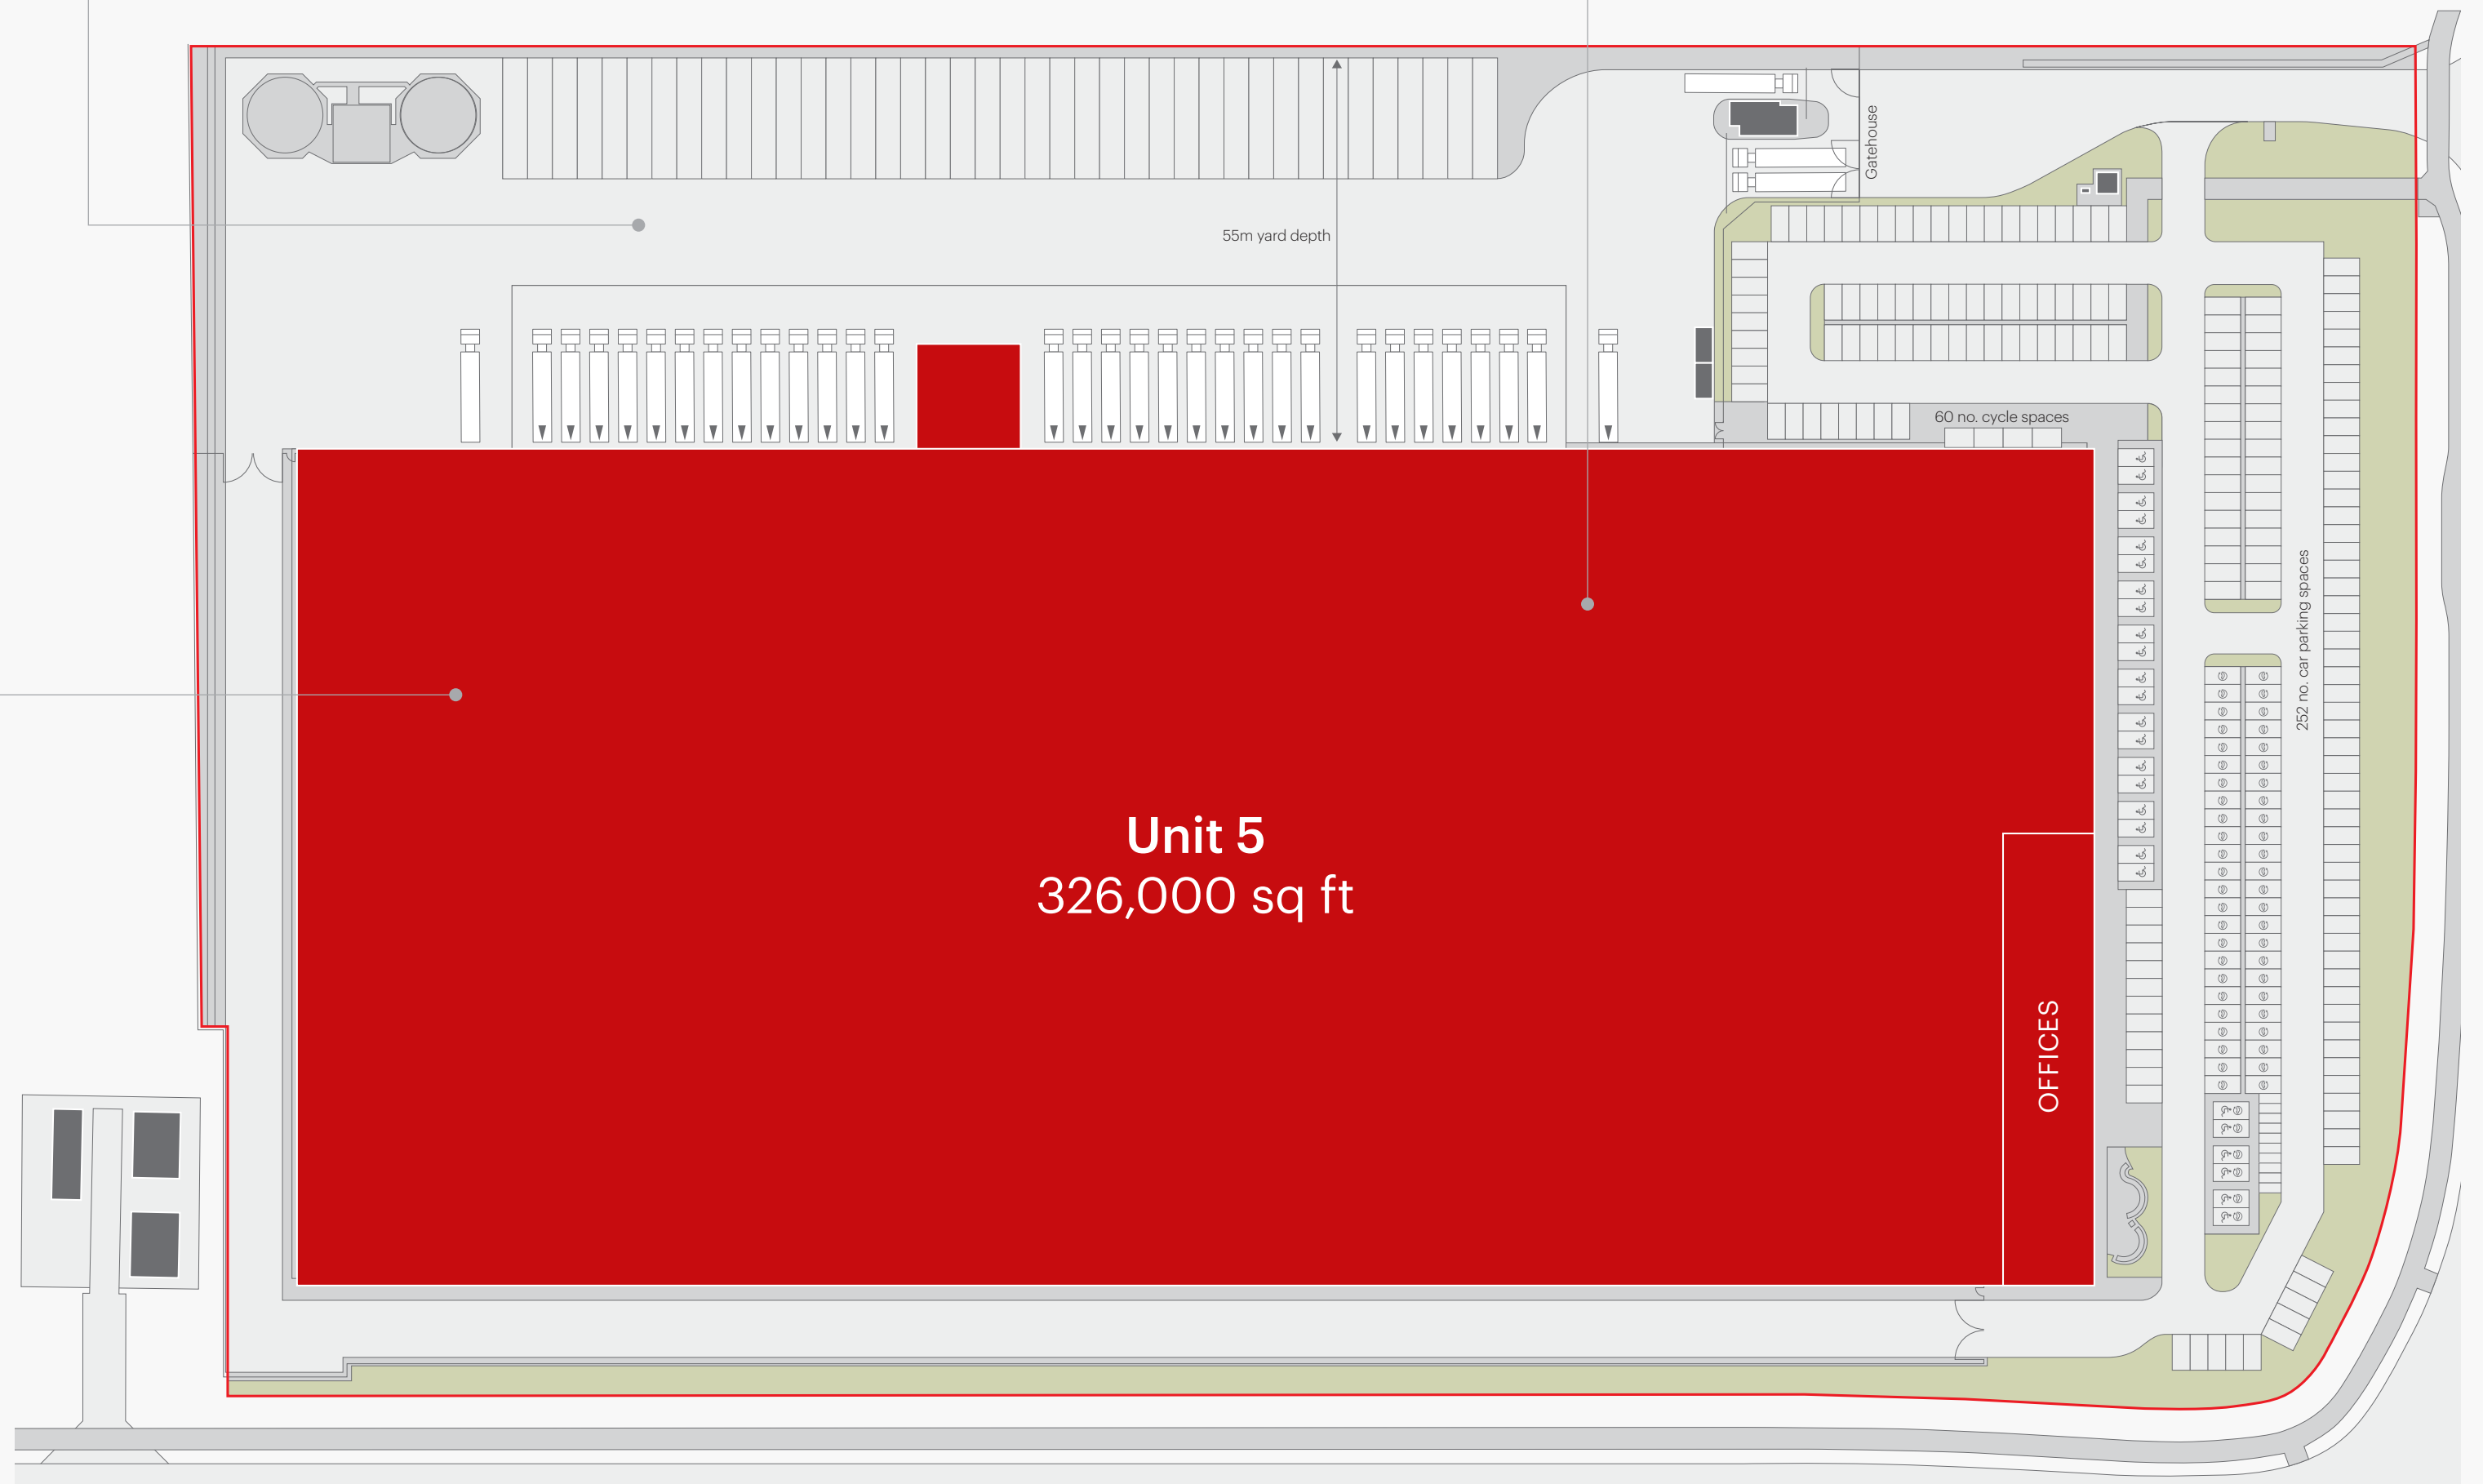 Gatehouse
55m yard depth
60 no. cycle spaces
252 no. car parking spaces
Unit 5
326,000 sq ft
OFFICES